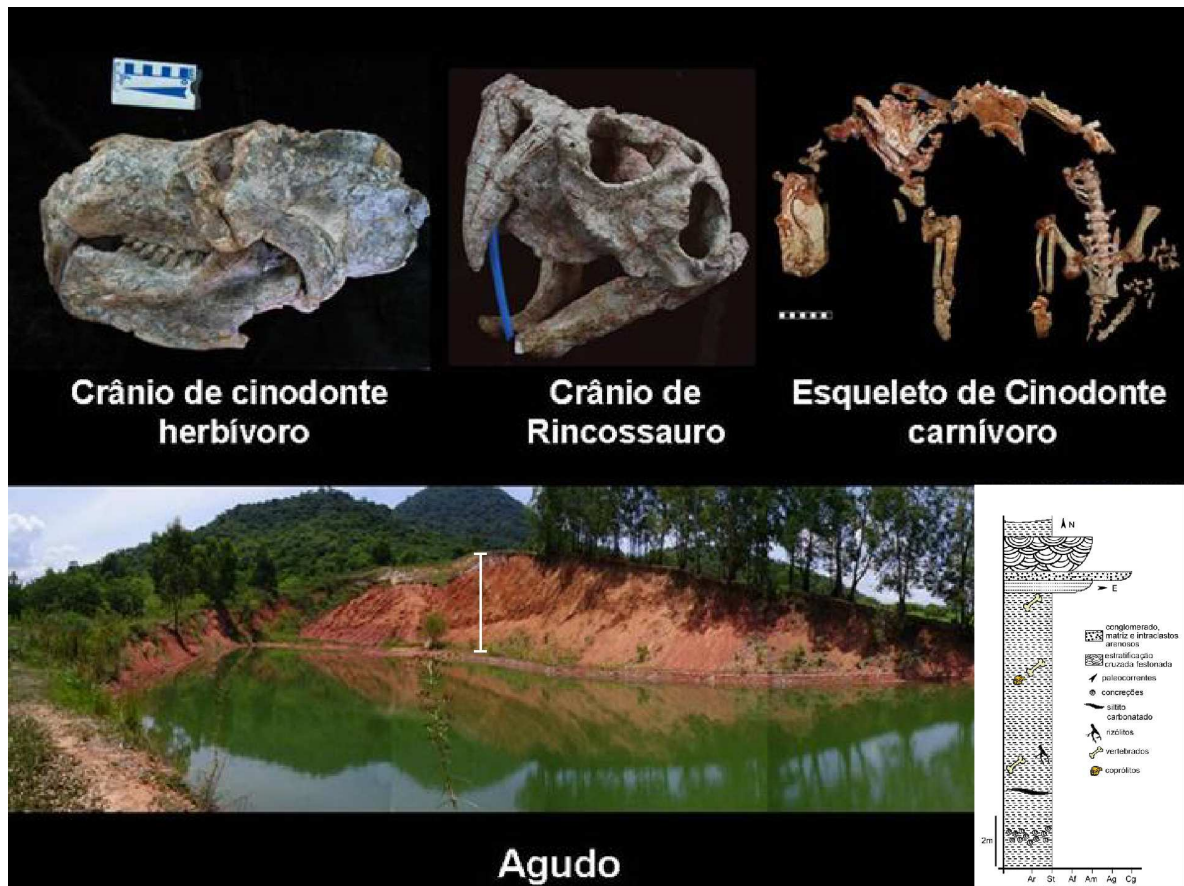 Crânio de cinodonte
herbívoro
Crânio de
Rincossauro
Esqueleto de Cinodonte
carnívoro
N
E
conglomerado,
matriz e intraclastos
arenosos
estratificação
cruzada festonada
paleocorrentes
concreções
siltito
carbonatado
rizólitos
vertebrados
coprólitos
2m
Ar St Af Am Ag Cg
Agudo